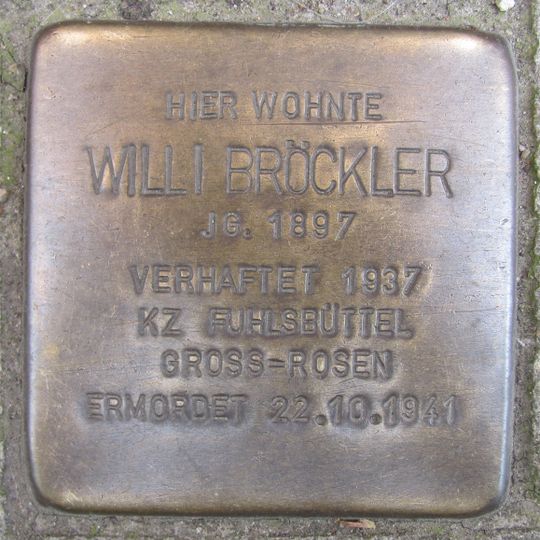 HIER WOHNTE
WILLI BRÖCKLER
JG. 1897
VERHAFTET 1937
KZ FUHLSBÜTTEL
GROSS=ROSEN
ERMORDET 22.10.1941